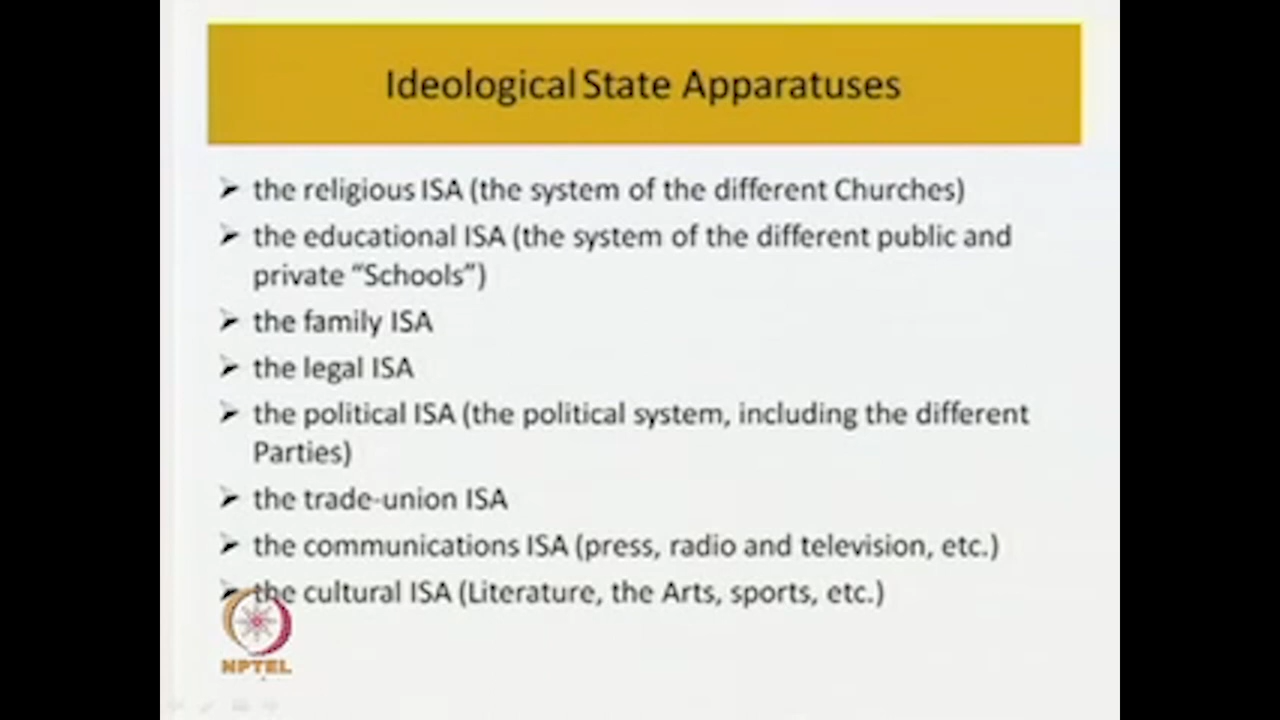 Ideological State Apparatuses
➤ the religious ISA (the system of the different Churches)
➤ the educational ISA (the system of the different public and
private “Schools”)
➤ the family ISA
➤ the legal ISA
➤ the political ISA (the political system, including the different
Parties)
➤ the trade-union ISA
➤ the communications ISA (press, radio and television, etc.)
➤ the cultural ISA (Literature, the Arts, sports, etc.)
NPTEL